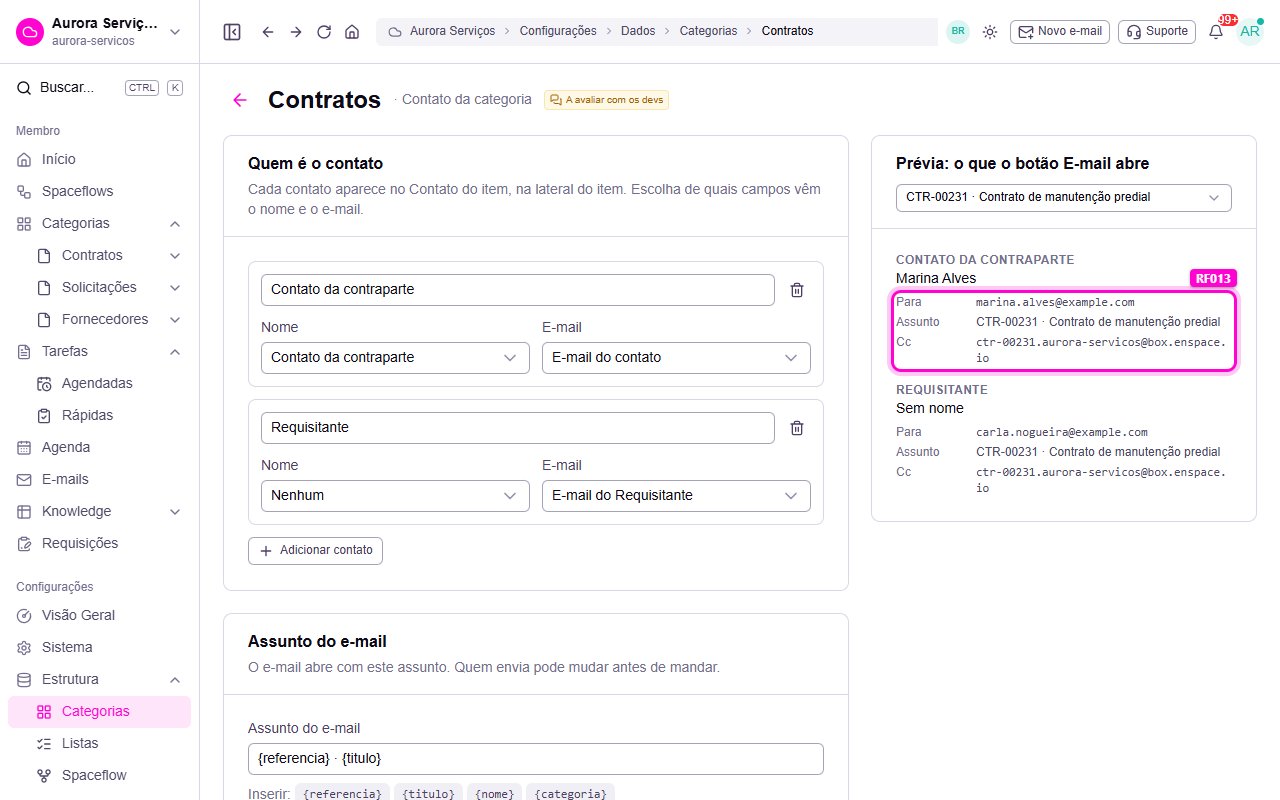 Aurora Serviç...
aurora-servicos
Aurora Serviços
Configurações
Dados
Categorias
Contratos
BR
Novo e-mail
Suporte
99+
AR
Buscar...
CTRL
K
Membro
Início
Spaceflows
Categorias
Contratos
Solicitações
Fornecedores
Tarefas
Agendadas
Rápidas
Agenda
E-mails
Knowledge
Requisições
Configurações
Visão Geral
Sistema
Estrutura
Categorias
Listas
Spaceflow
Contratos
· Contato da categoria
A avaliar com os devs
Quem é o contato
Cada contato aparece no Contato do item, na lateral do item. Escolha de quais campos vêm
o nome e o e-mail.
Contato da contraparte
Nome
E-mail
Contato da contraparte
E-mail do contato
Requisitante
Nome
E-mail
Nenhum
E-mail do Requisitante
Adicionar contato
Assunto do e-mail
O e-mail abre com este assunto. Quem envia pode mudar antes de mandar.
Assunto do e-mail
{referencia} · {titulo}
Inserir: {referencia} {titulo} {nome} {categoria}
Prévia: o que o botão E-mail abre
CTR-00231 · Contrato de manutenção predial
CONTATO DA CONTRAPARTE
Marina Alves
RF013
Para marina.alves@example.com
Assunto CTR-00231 · Contrato de manutenção predial
Cc ctr-00231.aurora-servicos@box.enspace.
io
REQUISITANTE
Sem nome
Para carla.nogueira@example.com
Assunto CTR-00231 · Contrato de manutenção predial
Cc ctr-00231.aurora-servicos@box.enspace.
io